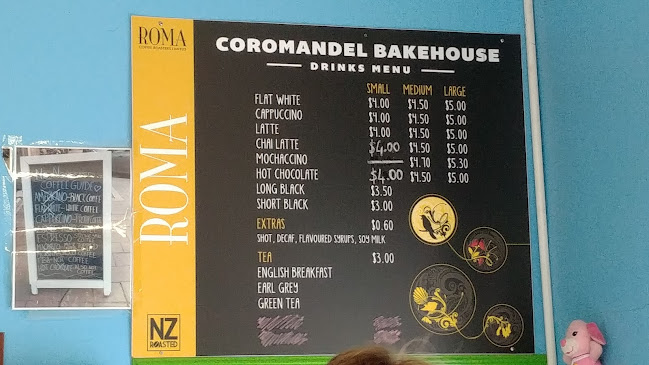 ROMA
COROMANDEL BAKEHOUSE
DRINKS MENU
SMALL MEDIUM LARGE
FLAT WHITE $4.00 $4.50 $5.00
CAPPUCCINO $4.00 $4.50 $5.00
LATTE $4.00 $4.50 $5.00
CHAI LATTE $4.00 $4.50 $5.00
MOCHACCINO $4.70 $5.30
HOT CHOCOLATE $4.00 $4.50 $5.00
LONG BLACK $3.50
SHORT BLACK $3.00
EXTRAS $0.60
SHOT, DECAF, FLAVOURED SYRUPS, SOY MILK
TEA $3.00
ENGLISH BREAKFAST
EARL GREY
GREEN TEA
ROMA
NZ
ROASTED
COFFEE GUIDE